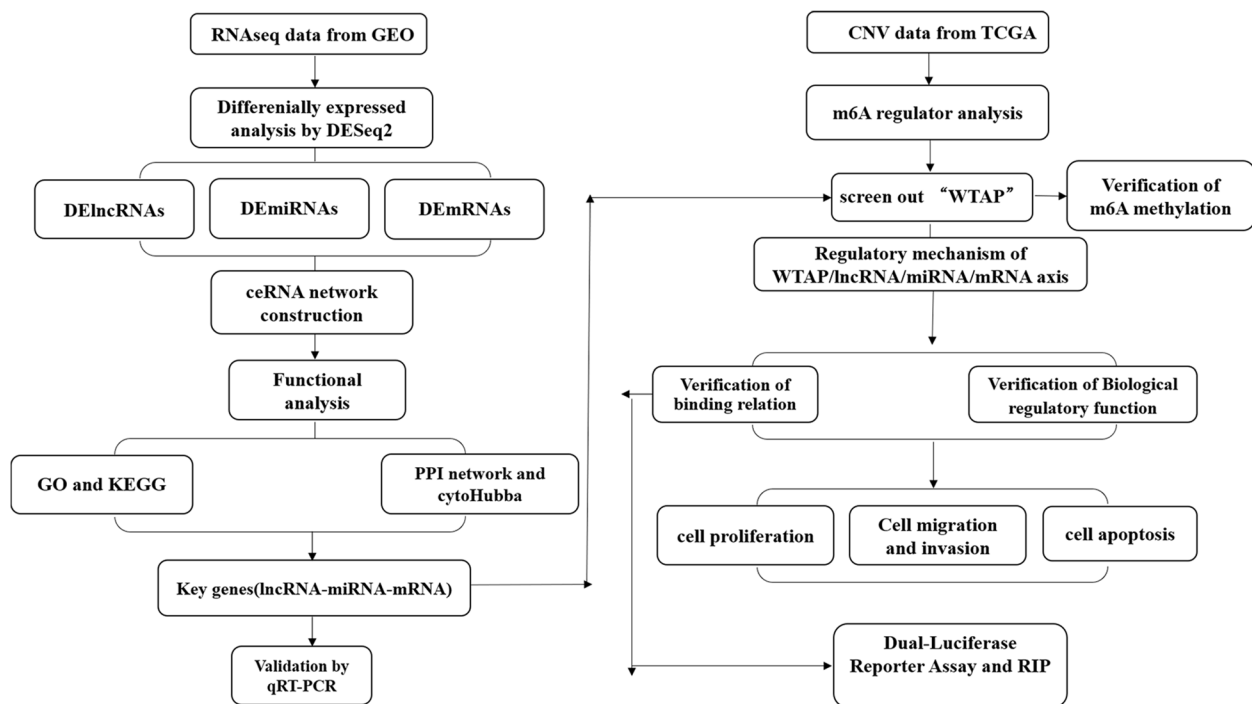 RNAseq data from GEO
Differenially expressed
analysis by DESeq2
DElncRNAs
DEmiRNAs
DEmRNAs
ceRNA network
construction
Functional
analysis
GO and KEGG
PPI network and
cytoHubba
Key genes(lncRNA-miRNA-mRNA)
Validation by
qRT-PCR
CNV data from TCGA
m6A regulator analysis
screen out “WTAP”
Verification of
m6A methylation
Regulatory mechanism of
WTAP/lncRNA/miRNA/mRNA axis
Verification of
binding relation
Verification of Biological
regulatory function
cell proliferation
Cell migration
and invasion
cell apoptosis
Dual-Luciferase
Reporter Assay and RIP